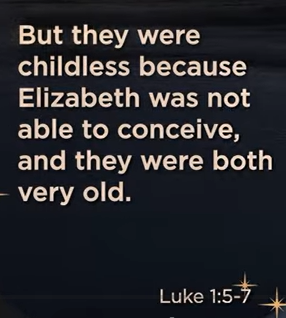 But they were
childless because
Elizabeth was not
able to conceive,
and they were both
very old.
Luke 1:5-7